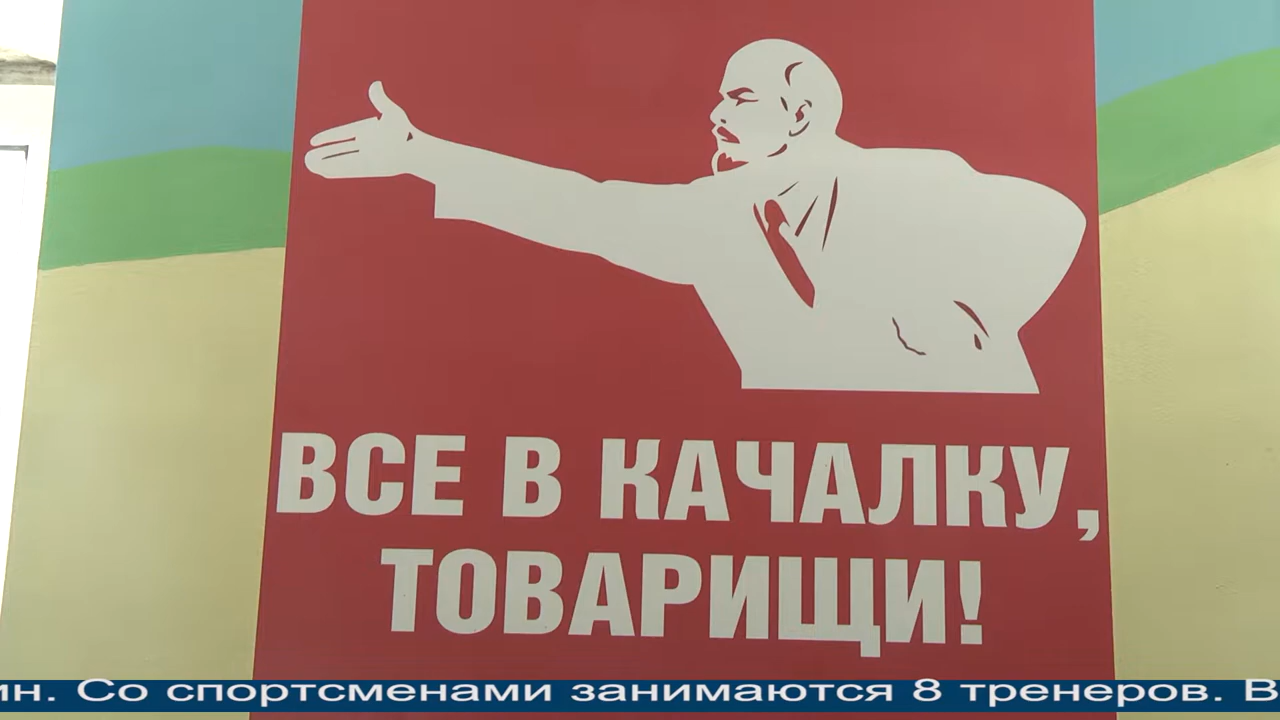 ВСЕ В КАЧАЛКУ,
ТОВАРИЩИ!
ин. Со спортсменами занимаются 8 тренеров. В